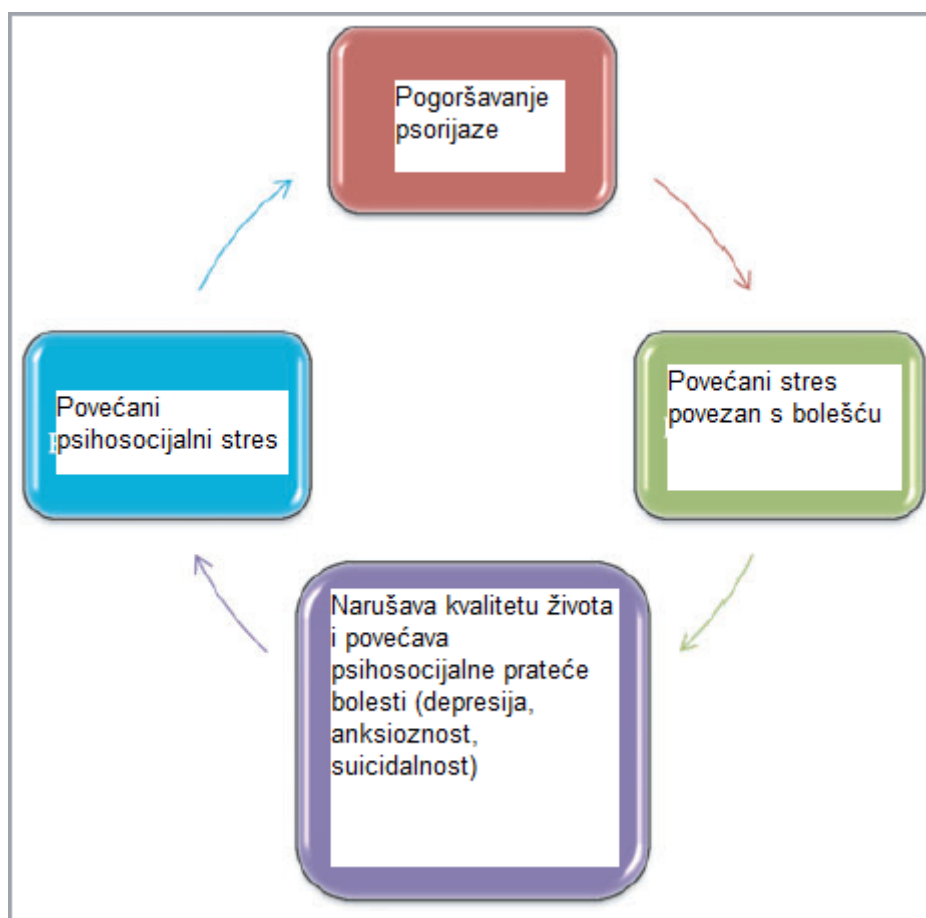 Pogoršavanje
psorijaze
Povećani stres
povezan s bolešću
Narušava kvalitetu života
i povećava
psihosocijalne prateće
bolesti (depresija,
anksioznost,
suicidalnost)
Povećani
psihosocijalni stres